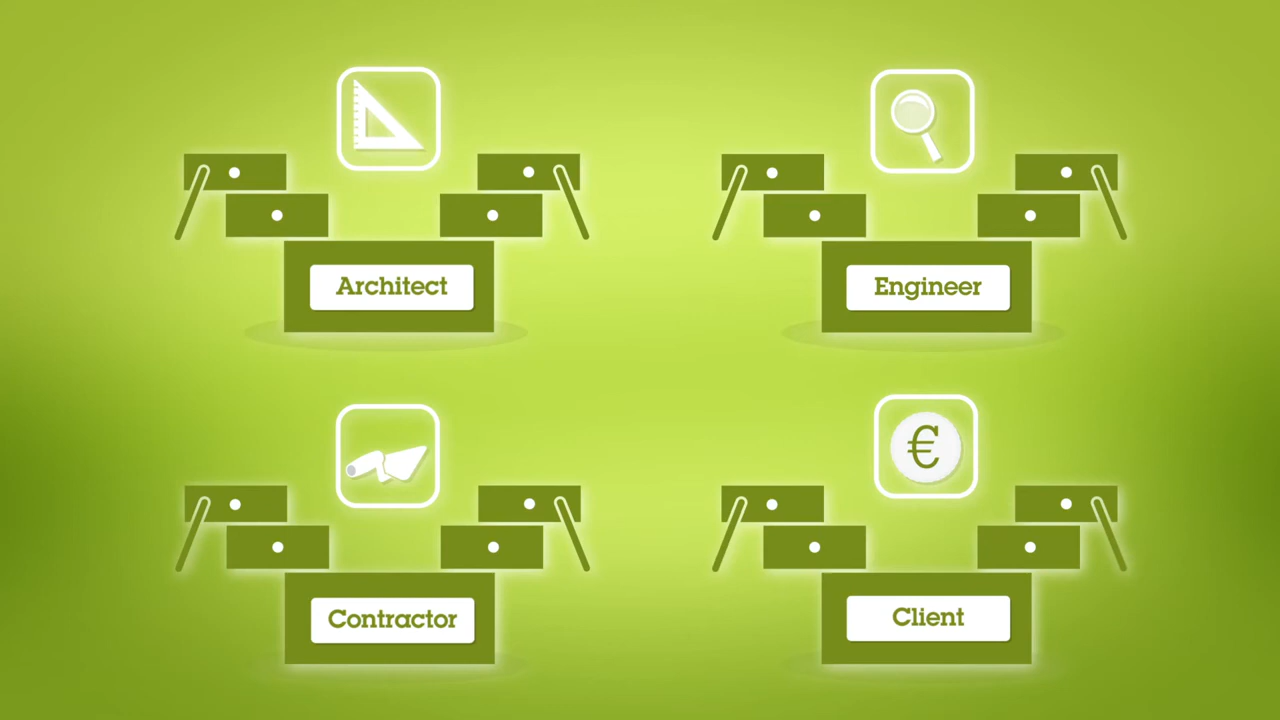 Architect
Engineer
Contractor
€
Client